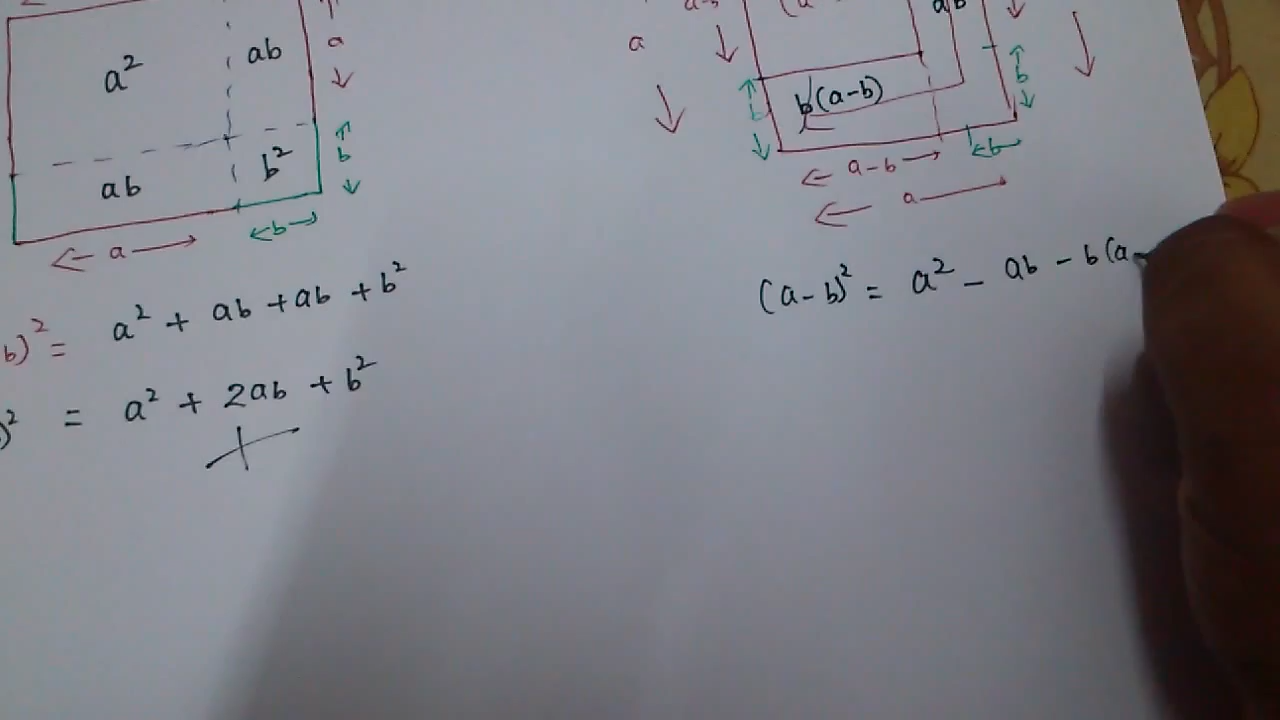 a² ab a
b
ab b²
a b
b)² = a² + ab + ab + b²
)² = a² + 2ab + b²
a ab
b b(a-b) b
a-b b
a
(a-b)² = a² - ab - b(a-